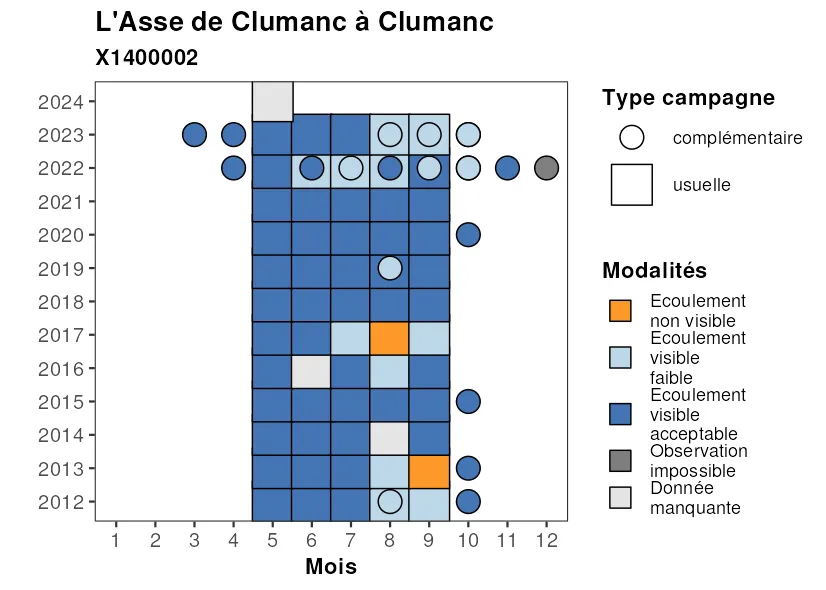 L'Asse de Clumanc à Clumanc
X1400002
2024
2023
2022
2021
2020
2019
2018
2017
2016
2015
2014
2013
2012
1 2 3 4 5 6 7 8 9 10 11 12
Mois
Type campagne
complémentaire
usuelle
Modalités
Ecoulement
non visible
Ecoulement
visible
faible
Ecoulement
visible
acceptable
Observation
impossible
Donnée
manquante